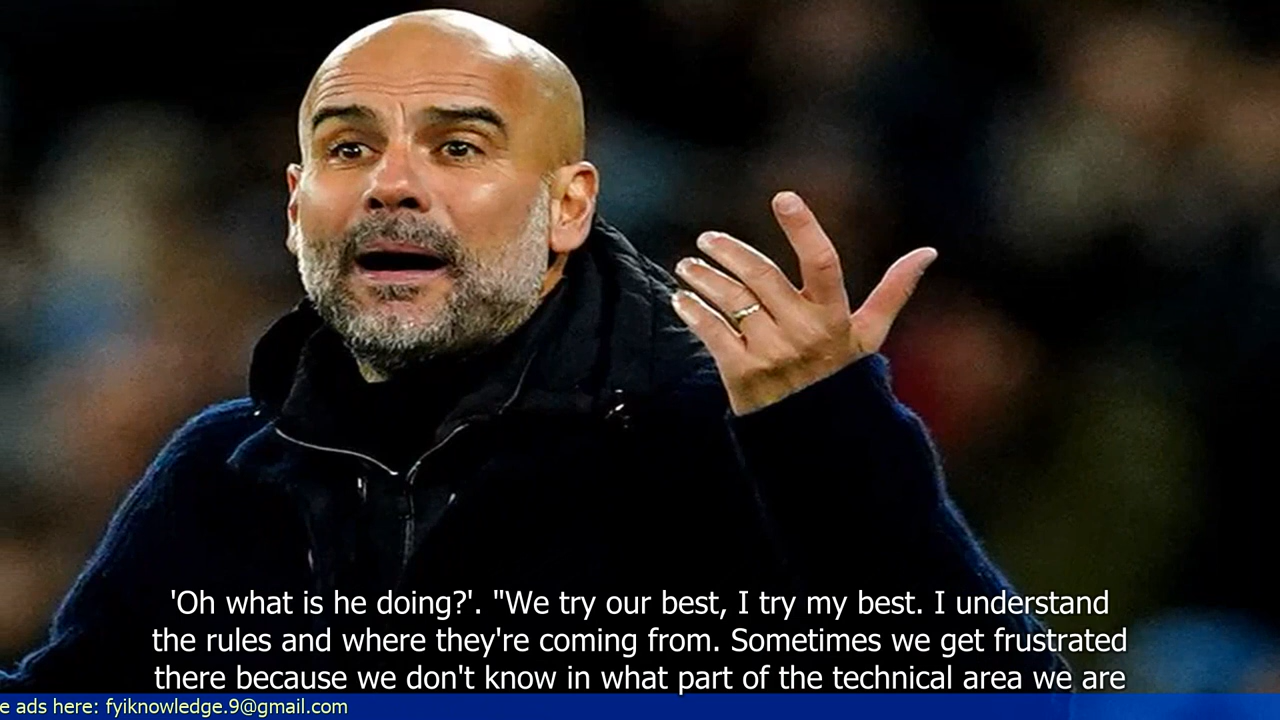 'Oh what is he doing?'. "We try our best, I try my best. I understand
the rules and where they're coming from. Sometimes we get frustrated
there because we don't know in what part of the technical area we are
e ads here: fyiknowledge.9@gmail.com